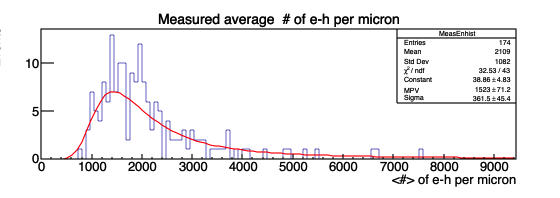 Measured average # of e-h per micron
MeasEnhist
Entries 174
Mean 2109
Std Dev 1082
χ² / ndf 32.53 / 43
Constant 38.86 ± 4.83
MPV 1523 ± 71.2
Sigma 361.5 ± 45.4
10
5
0
0 1000 2000 3000 4000 5000 6000 7000 8000 9000
<#> of e-h per micron